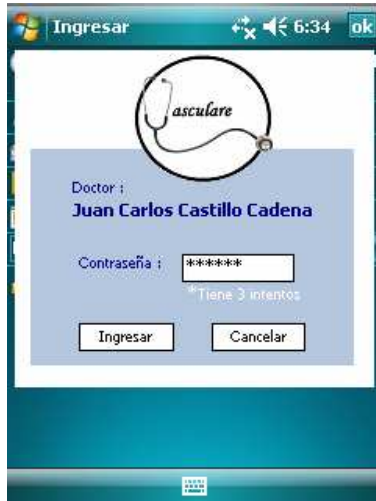 Ingresar 6:34 ok
asculare
Doctor :
Juan Carlos Castillo Cadena
Contraseña : ******
*Tiene 3 intentos
Ingresar Cancelar